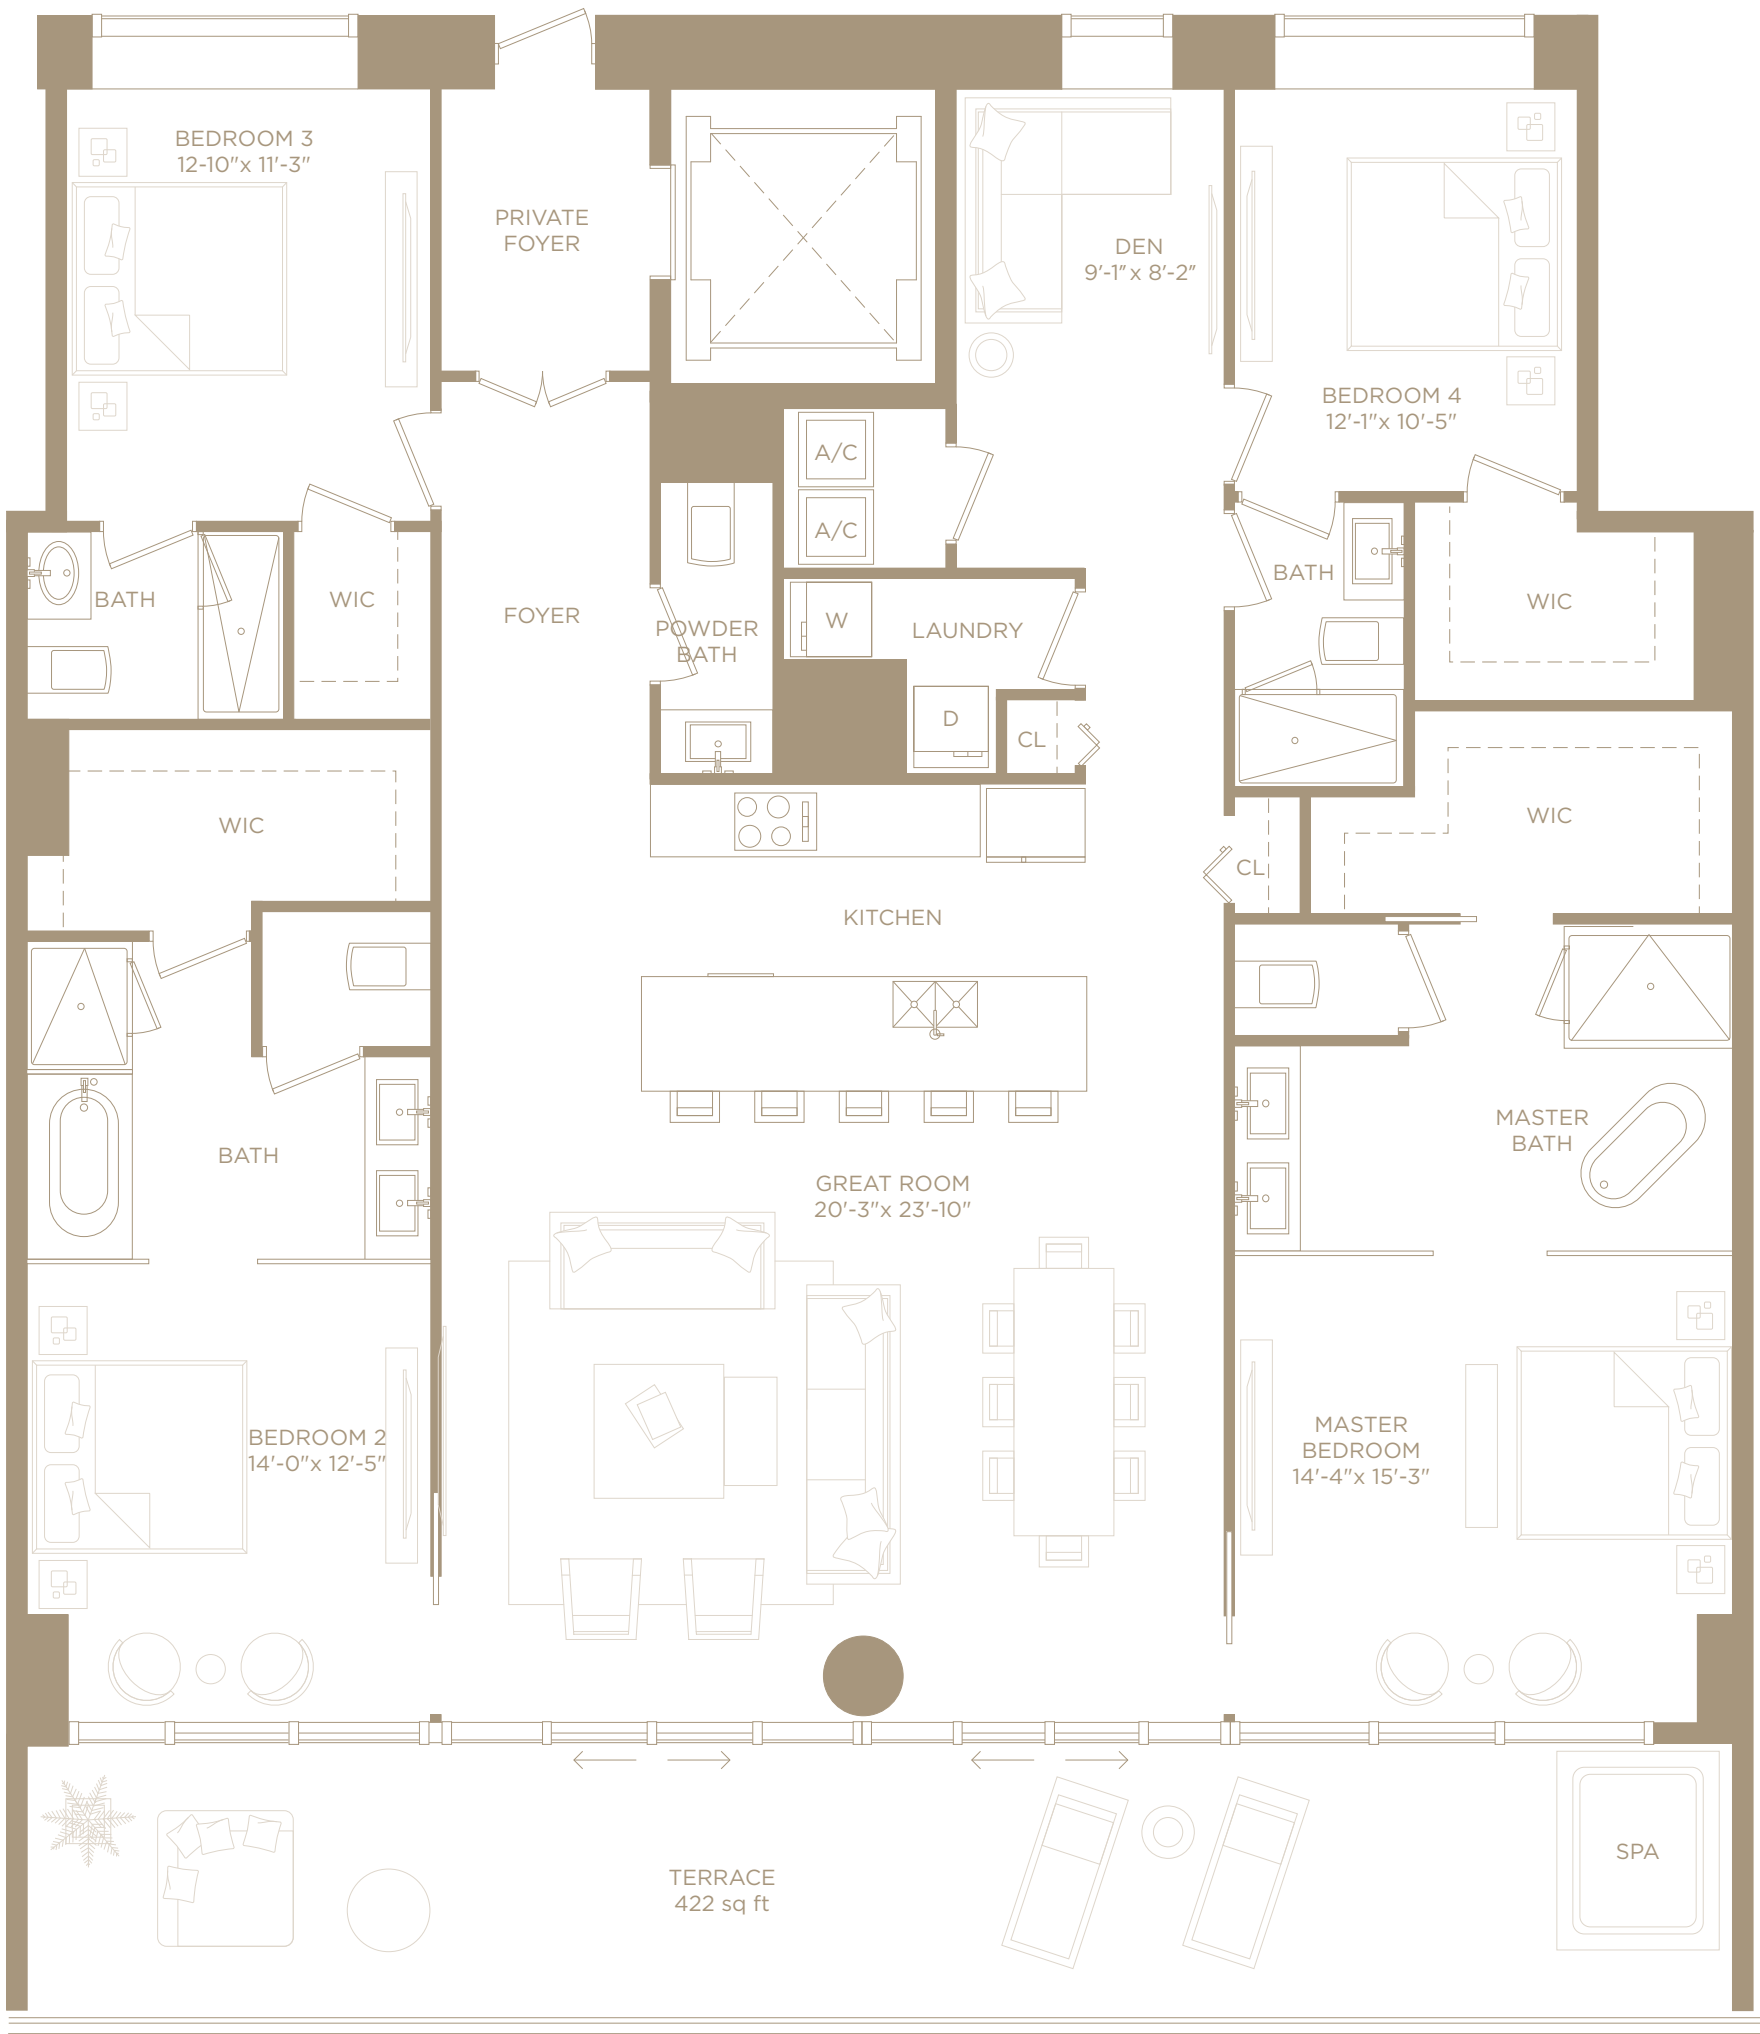 BEDROOM 3
12-10"x 11'-3"
PRIVATE
FOYER
DEN
9'-1"x 8'-2"
BEDROOM 4
12'-1"x 10'-5"
A/C
A/C
BATH
WIC
FOYER
POWDER
BATH
W
LAUNDRY
BATH
WIC
D
CL
WIC
CL
WIC
KITCHEN
BATH
GREAT ROOM
20'-3"x 23'-10"
MASTER
BATH
BEDROOM 2
14'-0"x 12'-5"
MASTER
BEDROOM
14'-4"x 15'-3"
TERRACE
422 sq ft
SPA